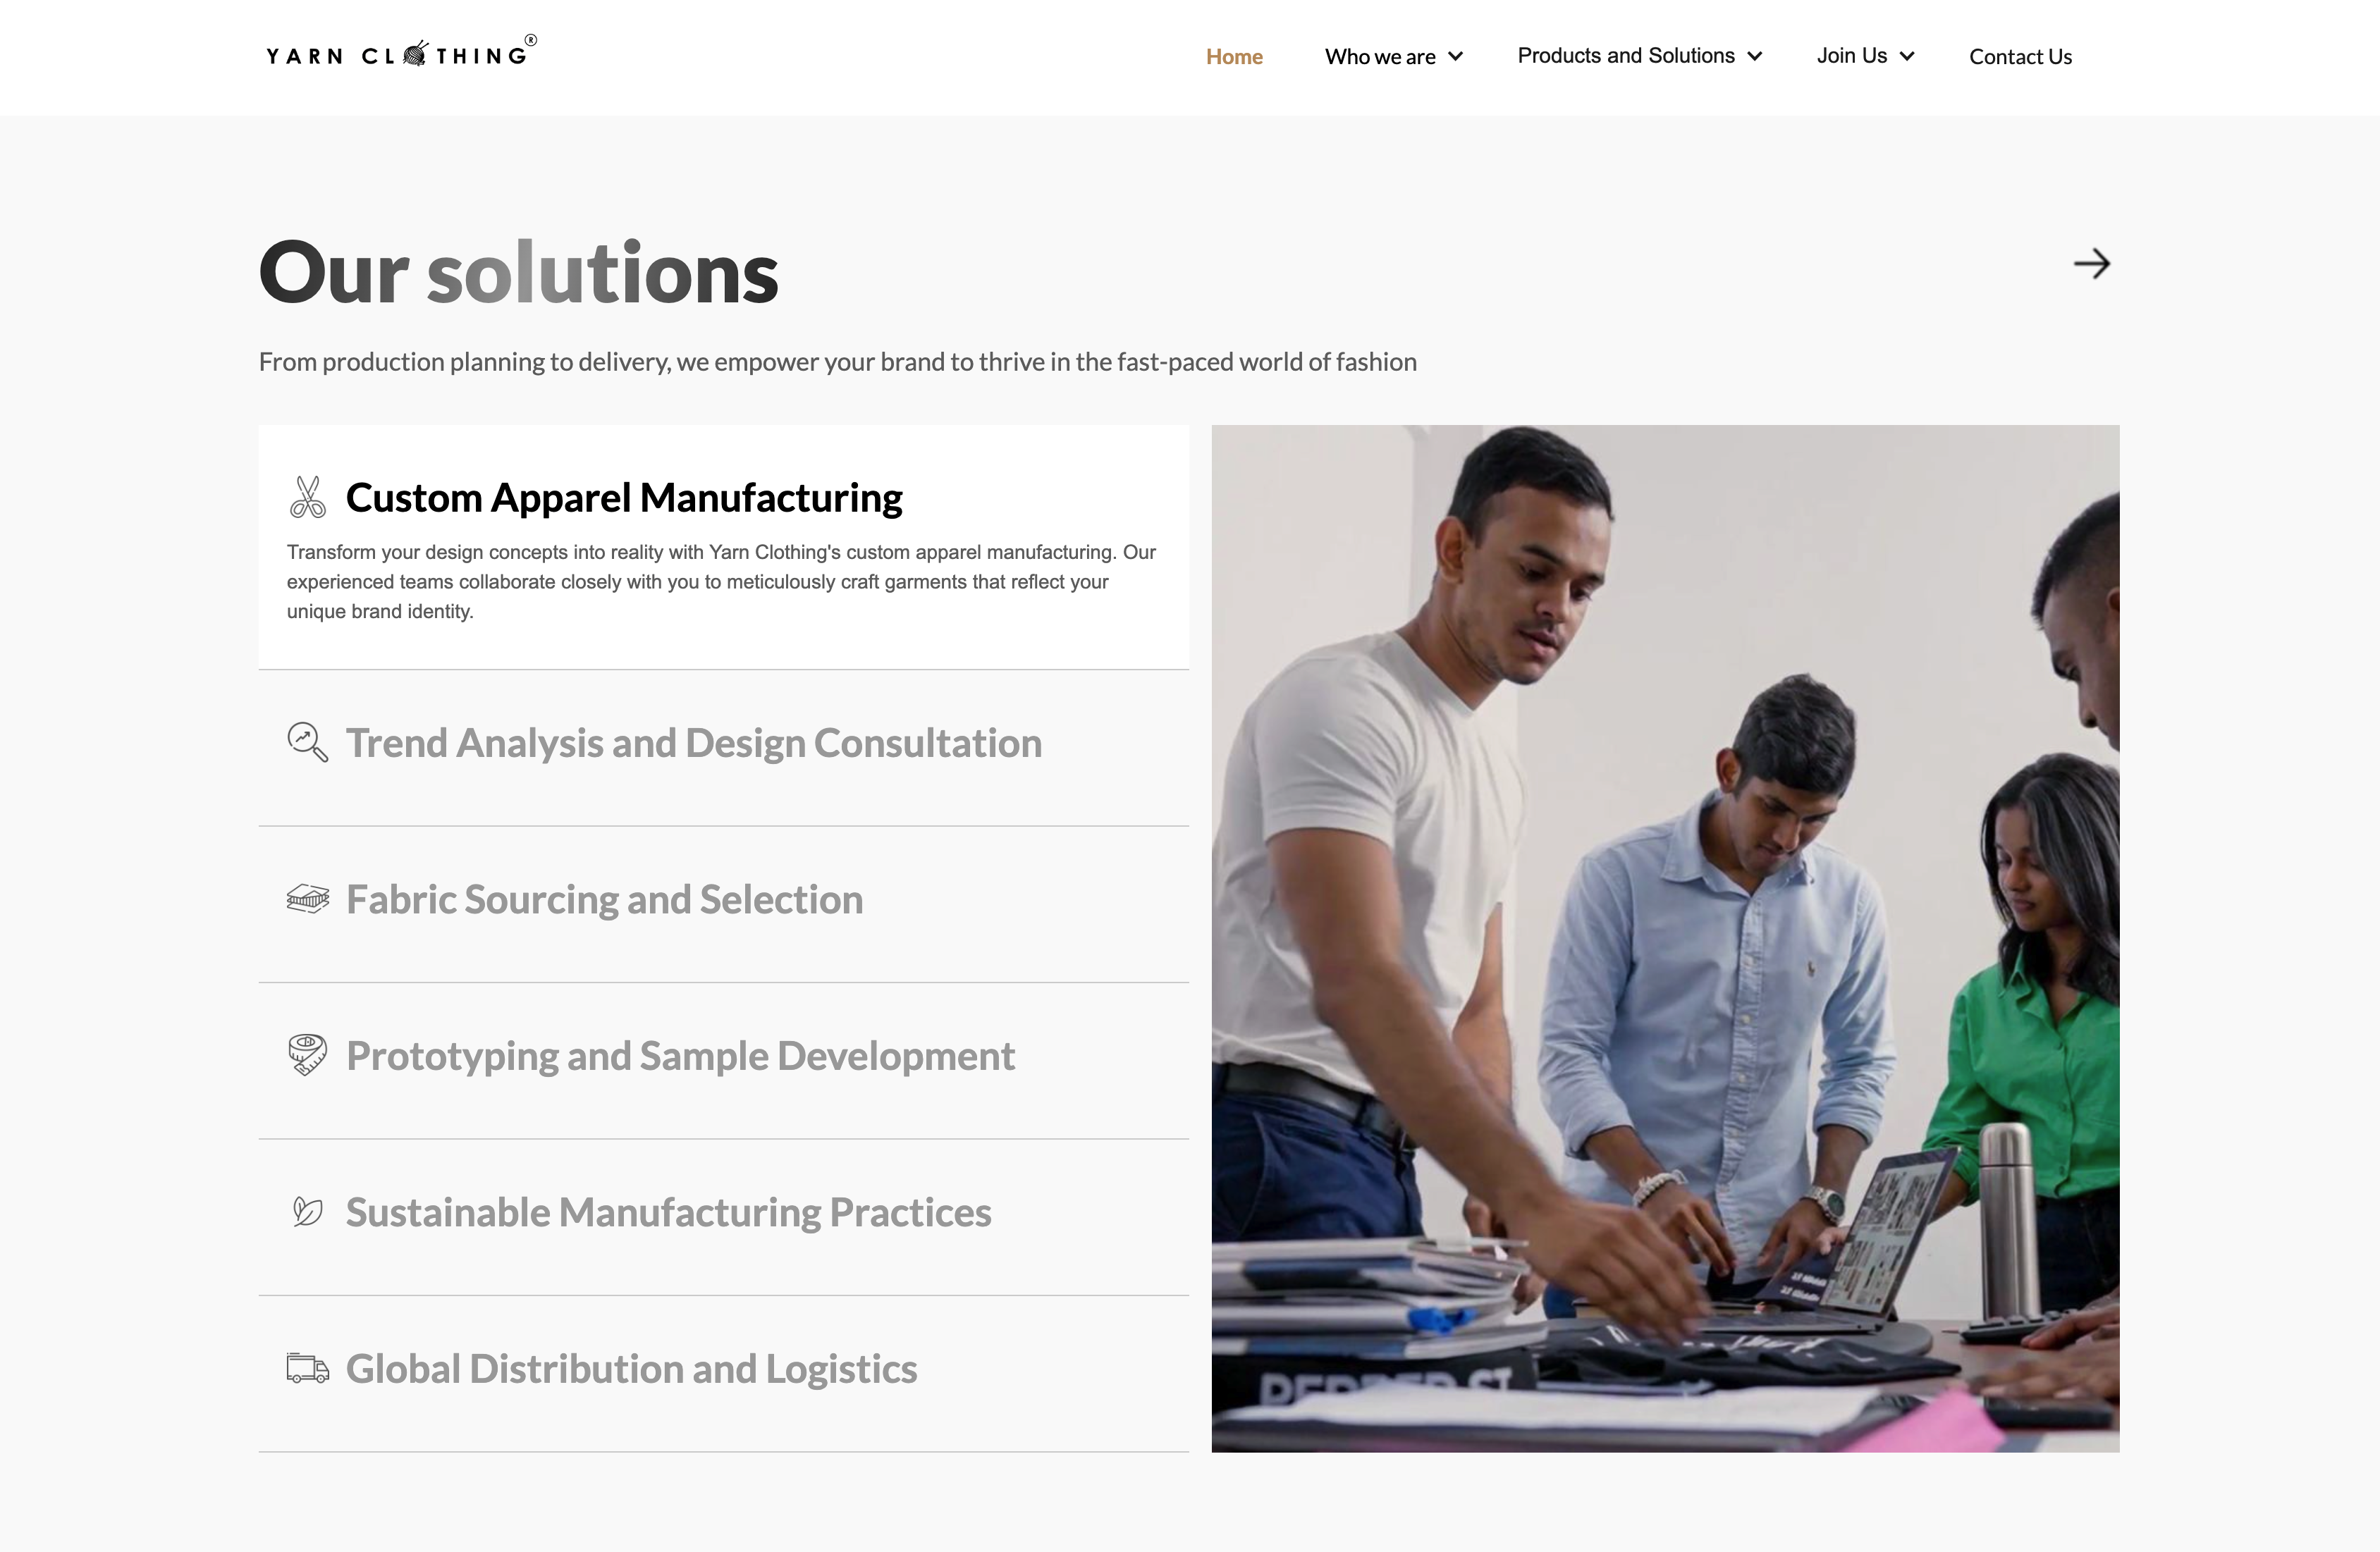 YARN CLOTHING®
Home
Who we are
Products and Solutions
Join Us
Contact Us
Our solutions
From production planning to delivery, we empower your brand to thrive in the fast-paced world of fashion
Custom Apparel Manufacturing
Transform your design concepts into reality with Yarn Clothing's custom apparel manufacturing. Our
experienced teams collaborate closely with you to meticulously craft garments that reflect your
unique brand identity.
Trend Analysis and Design Consultation
Fabric Sourcing and Selection
Prototyping and Sample Development
Sustainable Manufacturing Practices
Global Distribution and Logistics